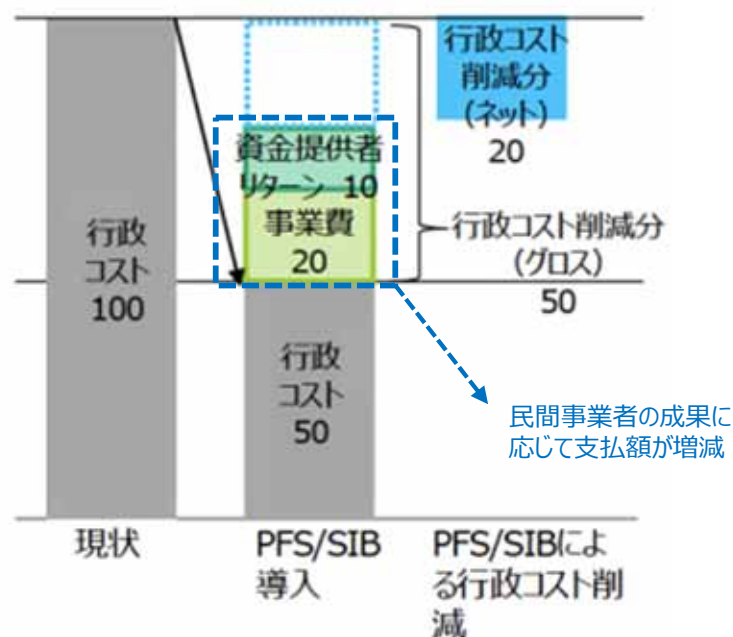 行政
コスト
100
資金提供者
リターン 10
事業費
20
行政
コスト
50
行政コスト
削減分
(ネット)
20
行政コスト削減分
(グロス)
50
民間事業者の成果に
応じて支払額が増減
現状
PFS/SIB
導入
PFS/SIBによ
る行政コスト削
減